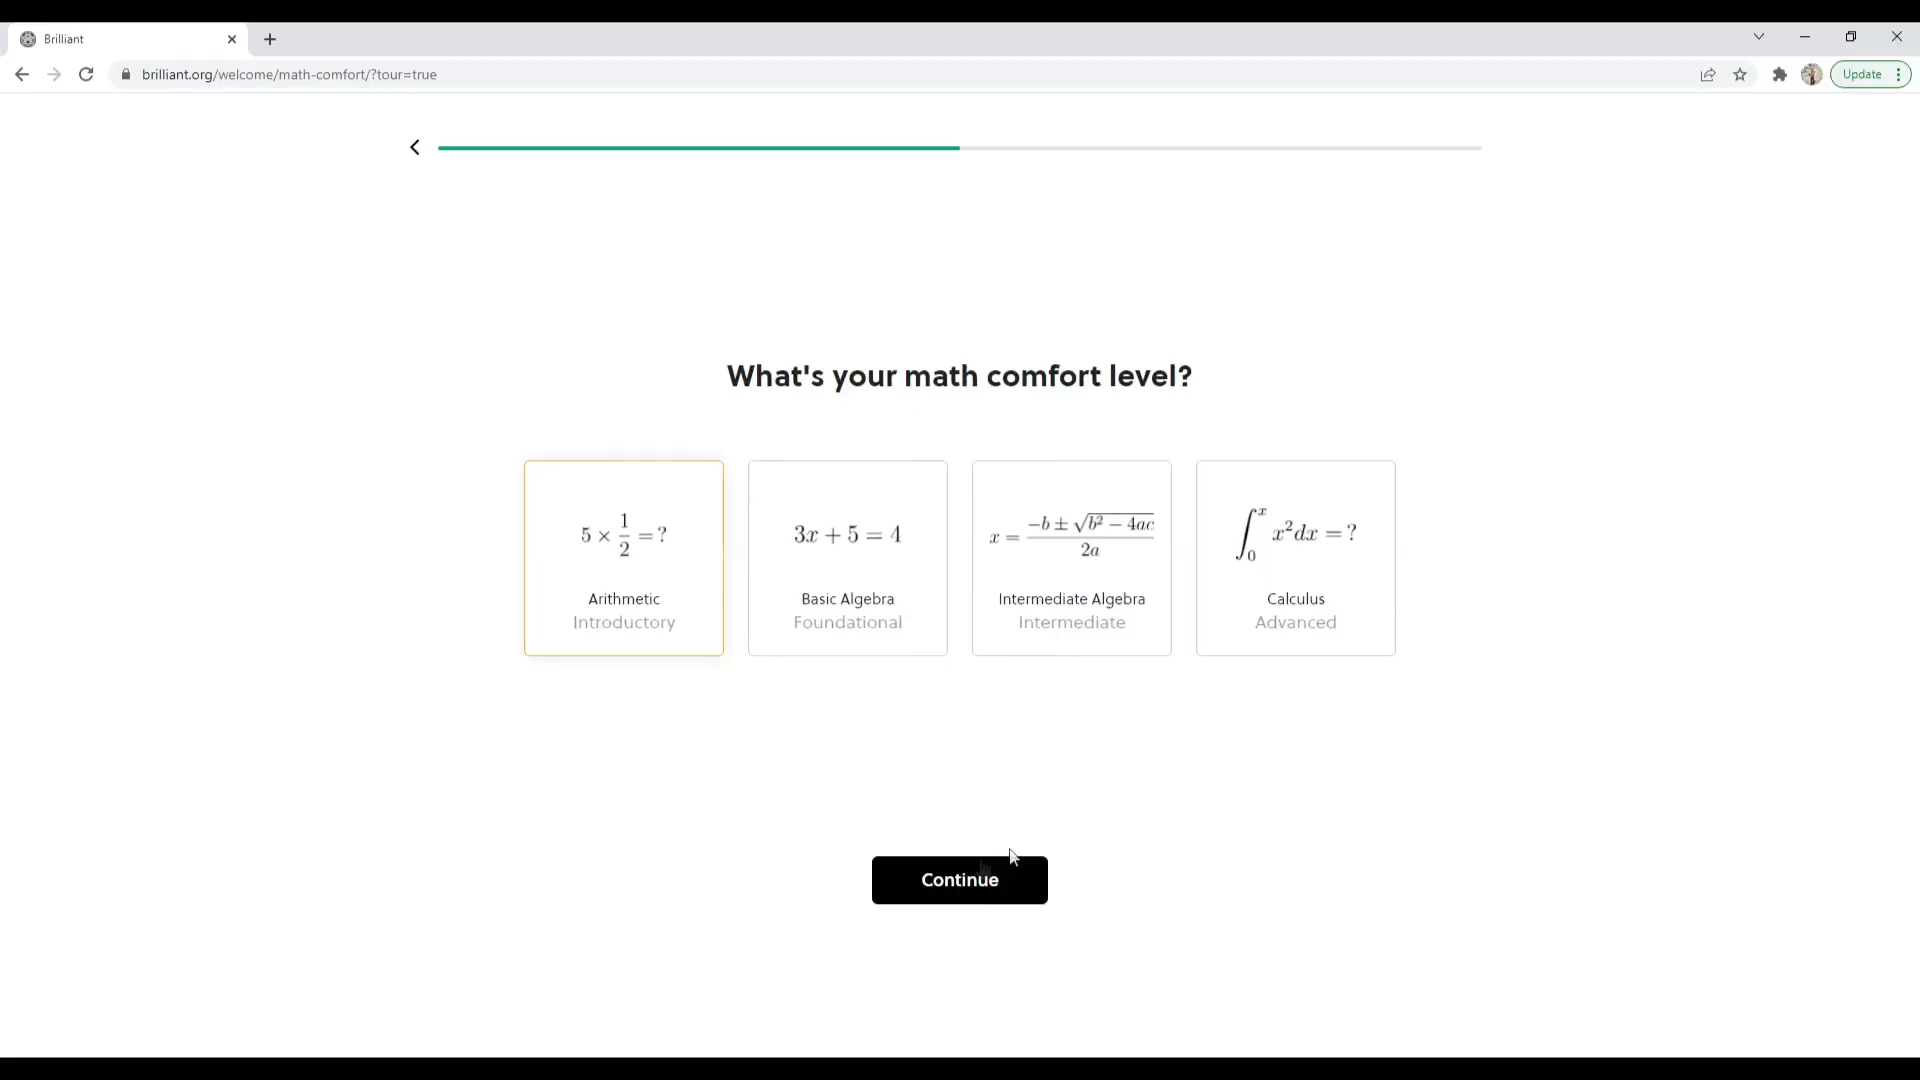 Brilliant
brilliant.org/welcome/math-comfort/?tour=true
Update
What's your math comfort level?
5 × 1/2 = ?
Arithmetic
Introductory
3x + 5 = 4
Basic Algebra
Foundational
x = (−b ± √(b² − 4ac))/2a
Intermediate Algebra
Intermediate
∫₀ˣ x²dx = ?
Calculus
Advanced
Continue